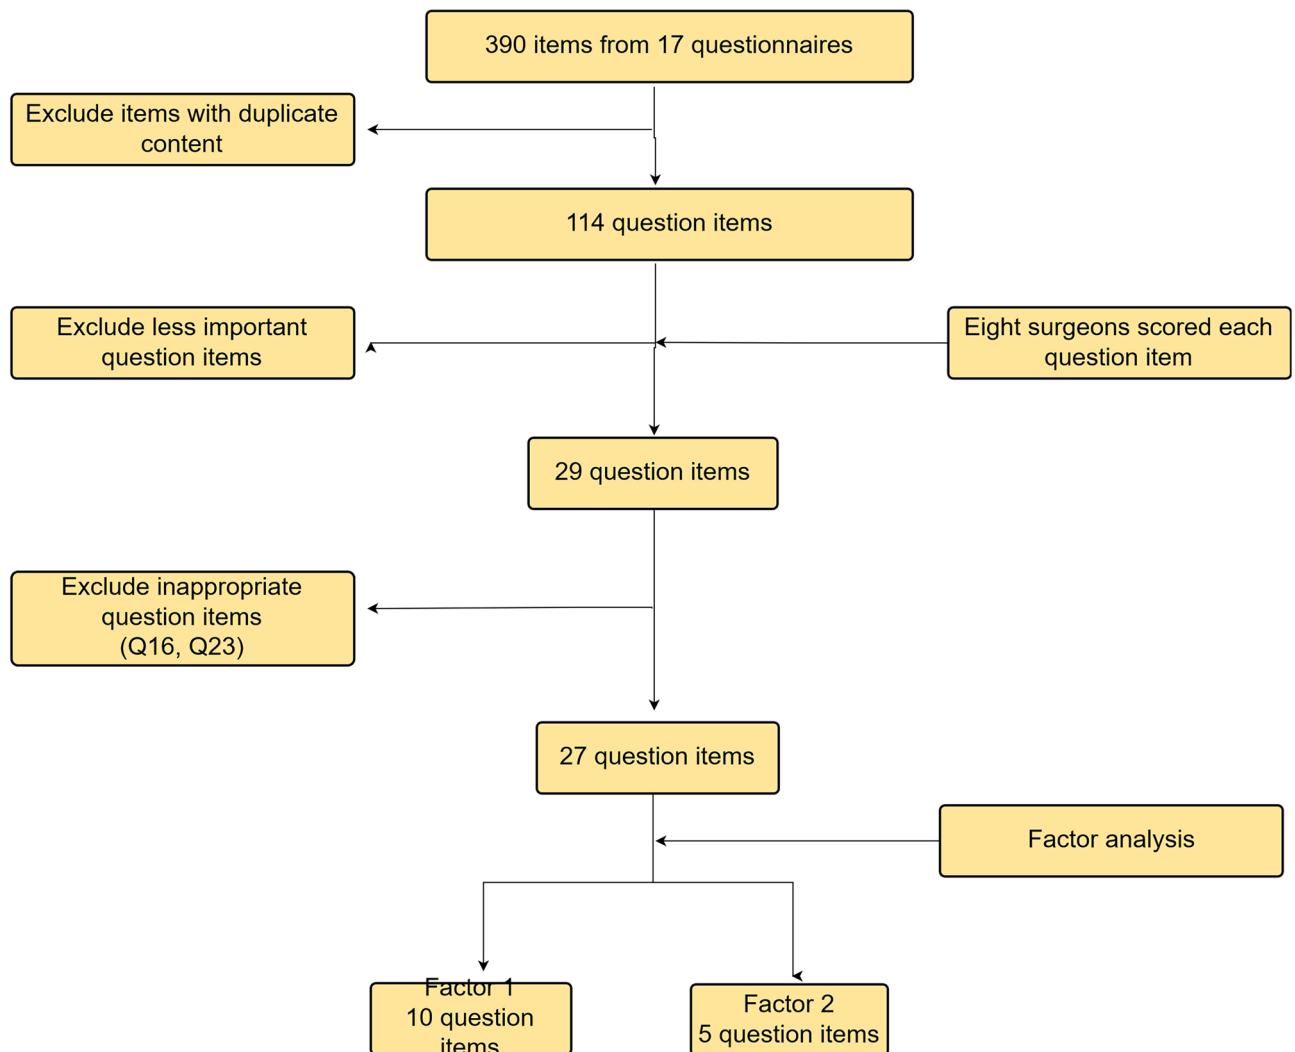 390 items from 17 questionnaires
Exclude items with duplicate
content
114 question items
Exclude less important
question items
Eight surgeons scored each
question item
29 question items
Exclude inappropriate
question items
(Q16, Q23)
27 question items
Factor analysis
Factor 1
10 question
items
Factor 2
5 question items